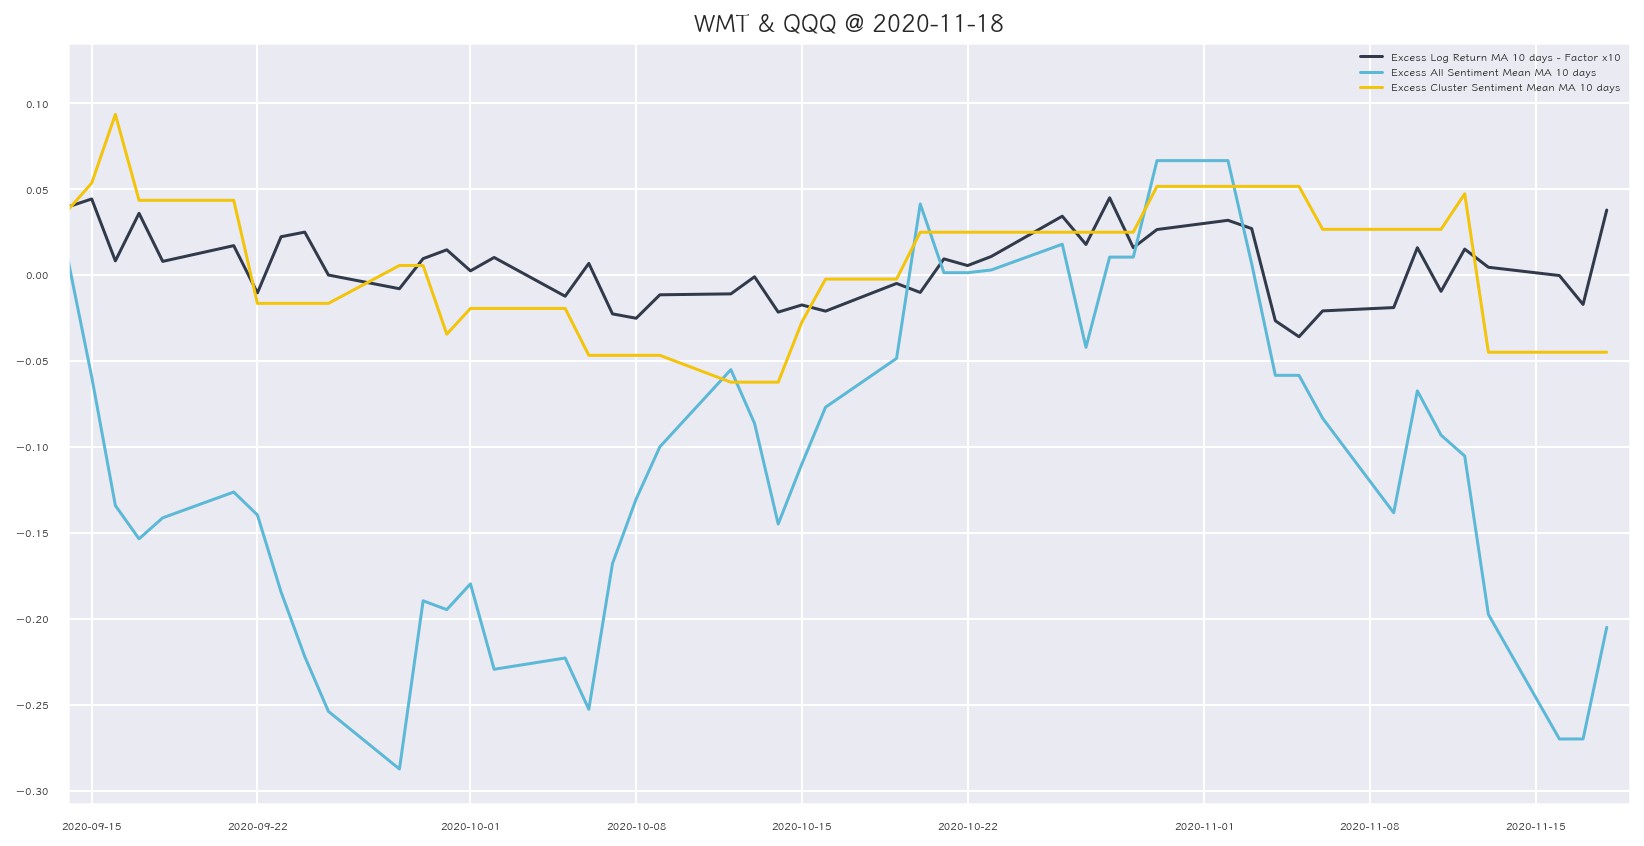 WMT & QQQ @ 2020-11-18
Excess Log Return MA 10 days - Factor x10
Excess All Sentiment Mean MA 10 days
Excess Cluster Sentiment Mean MA 10 days
0.10
0.05
0.00
−0.05
−0.10
−0.15
−0.20
−0.25
−0.30
2020-09-15 2020-09-22 2020-10-01 2020-10-08 2020-10-15 2020-10-22 2020-11-01 2020-11-08 2020-11-15